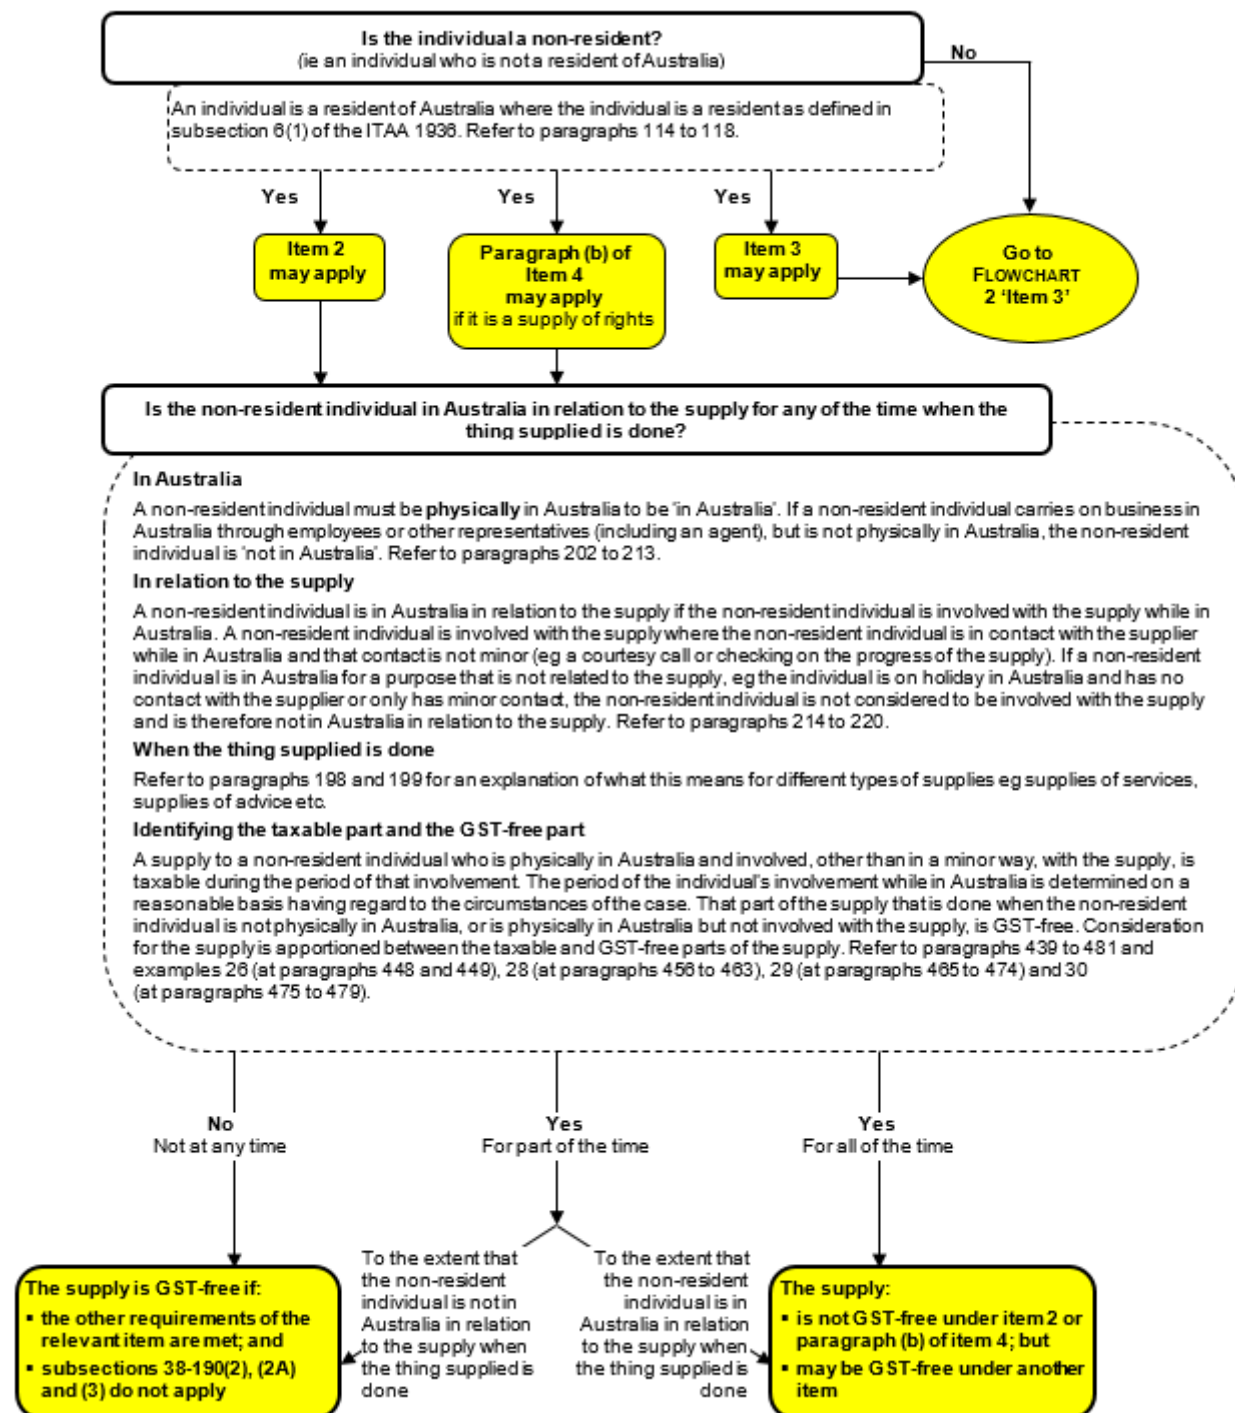 Is the individual a non-resident?
(ie an individual who is not a resident of Australia)
No
An individual is a resident of Australia where the individual is a resident as defined in
subsection 6(1) of the ITAA 1936. Refer to paragraphs 114 to 118.
Yes
Yes
Yes
Item 2
may apply
Paragraph (b) of
Item 4
may apply
if it is a supply of rights
Item 3
may apply
Go to
FLOWCHART
2 'Item 3'
Is the non-resident individual in Australia in relation to the supply for any of the time when the
thing supplied is done?
In Australia
A non-resident individual must be physically in Australia to be 'in Australia'. If a non-resident individual carries on business in
Australia through employees or other representatives (including an agent), but is not physically in Australia, the non-resident
individual is 'not in Australia'. Refer to paragraphs 202 to 213.
In relation to the supply
A non-resident individual is in Australia in relation to the supply if the non-resident individual is involved with the supply while in
Australia. A non-resident individual is involved with the supply where the non-resident individual is in contact with the supplier
while in Australia and that contact is not minor (eg a courtesy call or checking on the progress of the supply). If a non-resident
individual is in Australia for a purpose that is not related to the supply, eg the individual is on holiday in Australia and has no
contact with the supplier or only has minor contact, the non-resident individual is not considered to be involved with the supply
and is therefore not in Australia in relation to the supply. Refer to paragraphs 214 to 220.
When the thing supplied is done
Refer to paragraphs 198 and 199 for an explanation of what this means for different types of supplies eg supplies of services,
supplies of advice etc.
Identifying the taxable part and the GST-free part
A supply to a non-resident individual who is physically in Australia and involved, other than in a minor way, with the supply, is
taxable during the period of that involvement. The period of the individual's involvement while in Australia is determined on a
reasonable basis having regard to the circumstances of the case. That part of the supply that is done when the non-resident
individual is not physically in Australia, or is physically in Australia but not involved with the supply, is GST-free. Consideration
for the supply is apportioned between the taxable and GST-free parts of the supply. Refer to paragraphs 439 to 481 and
examples 26 (at paragraphs 448 and 449), 28 (at paragraphs 456 to 463), 29 (at paragraphs 465 to 474) and 30
(at paragraphs 475 to 479).
No
Not at any time
Yes
For part of the time
Yes
For all of the time
The supply is GST-free if:
▪ the other requirements of the
relevant item are met; and
▪ subsections 38-190(2), (2A)
and (3) do not apply
To the extent that
the non-resident
individual is not in
Australia in relation
to the supply when
the thing supplied is
done
To the extent that
the non-resident
individual is in
Australia in relation
to the supply when
the thing supplied is
done
The supply:
▪ is not GST-free under item 2 or
paragraph (b) of item 4; but
▪ may be GST-free under another
item